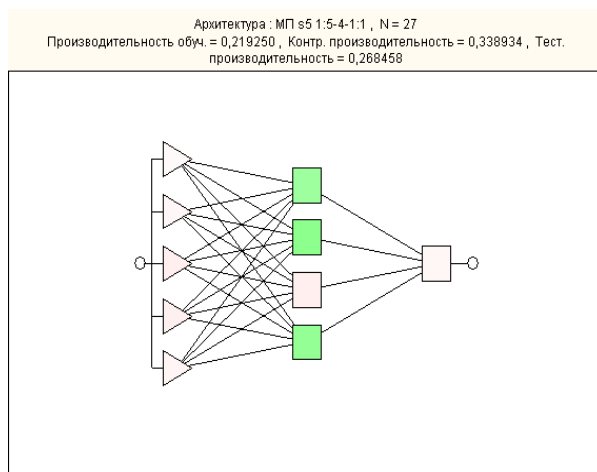 Архитектура : МП s5 1:5-4-1:1 , N = 27
Производительность обуч. = 0,219250 , Контр. производительность = 0,338934 , Тест.
производительность = 0,268458